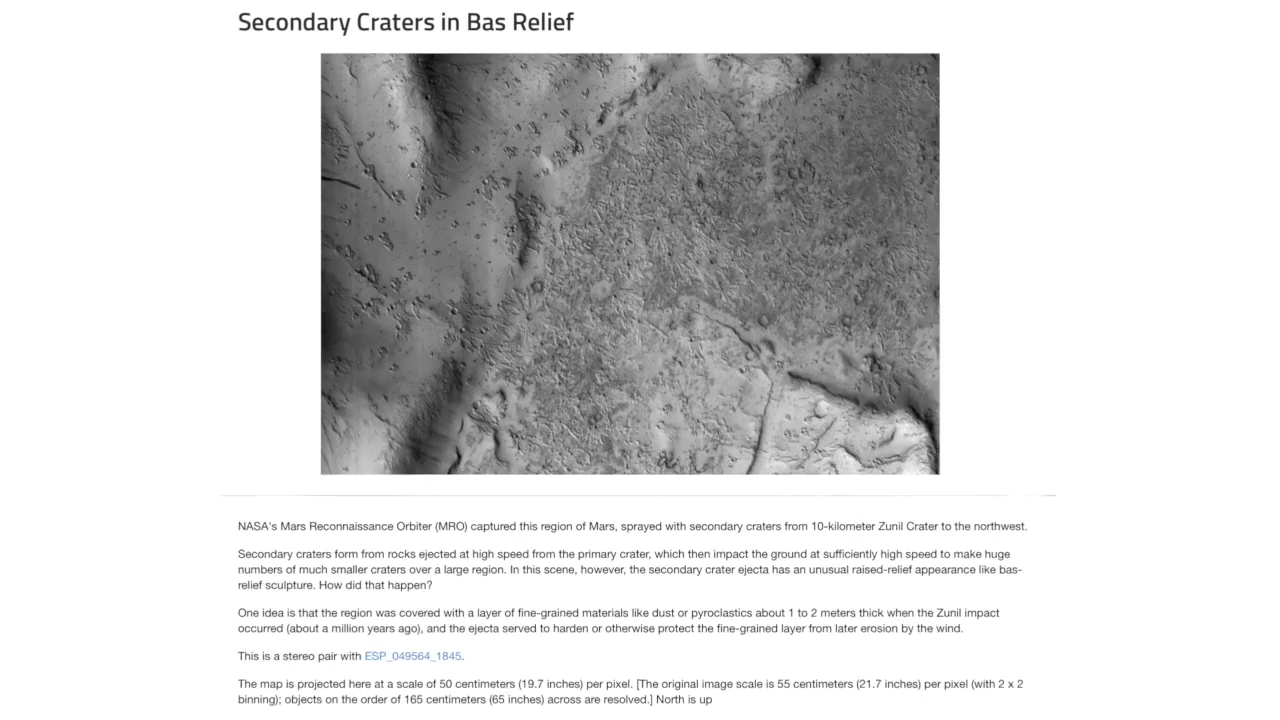 Secondary Craters in Bas Relief
NASA's Mars Reconnaissance Orbiter (MRO) captured this region of Mars, sprayed with secondary craters from 10-kilometer Zunil Crater to the northwest.
Secondary craters form from rocks ejected at high speed from the primary crater, which then impact the ground at sufficiently high speed to make huge
numbers of much smaller craters over a large region. In this scene, however, the secondary crater ejecta has an unusual raised-relief appearance like bas-
relief sculpture. How did that happen?
One idea is that the region was covered with a layer of fine-grained materials like dust or pyroclastics about 1 to 2 meters thick when the Zunil impact
occurred (about a million years ago), and the ejecta served to harden or otherwise protect the fine-grained layer from later erosion by the wind.
This is a stereo pair with ESP_049564_1845.
The map is projected here at a scale of 50 centimeters (19.7 inches) per pixel. [The original image scale is 55 centimeters (21.7 inches) per pixel (with 2 x 2
binning); objects on the order of 165 centimeters (65 inches) across are resolved.] North is up